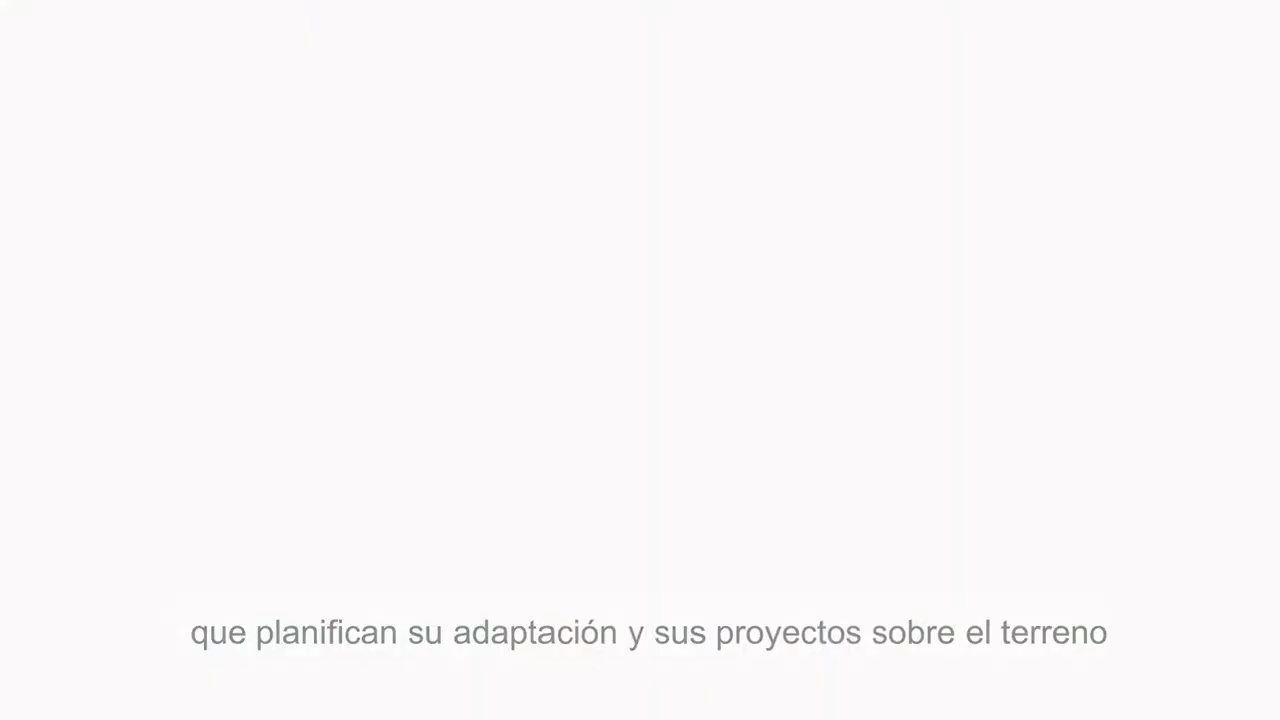 que planifican su adaptación y sus proyectos sobre el terreno